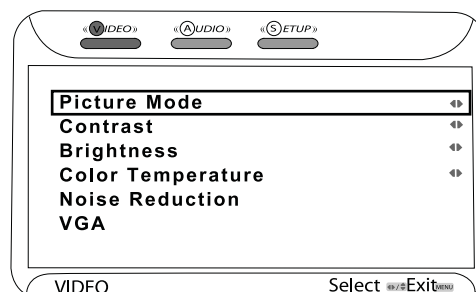 «VIDEO» «AUDIO» «SETUP»
Picture Mode
Contrast
Brightness
Color Temperature
Noise Reduction
VGA
VIDEO Select / Exit MENU